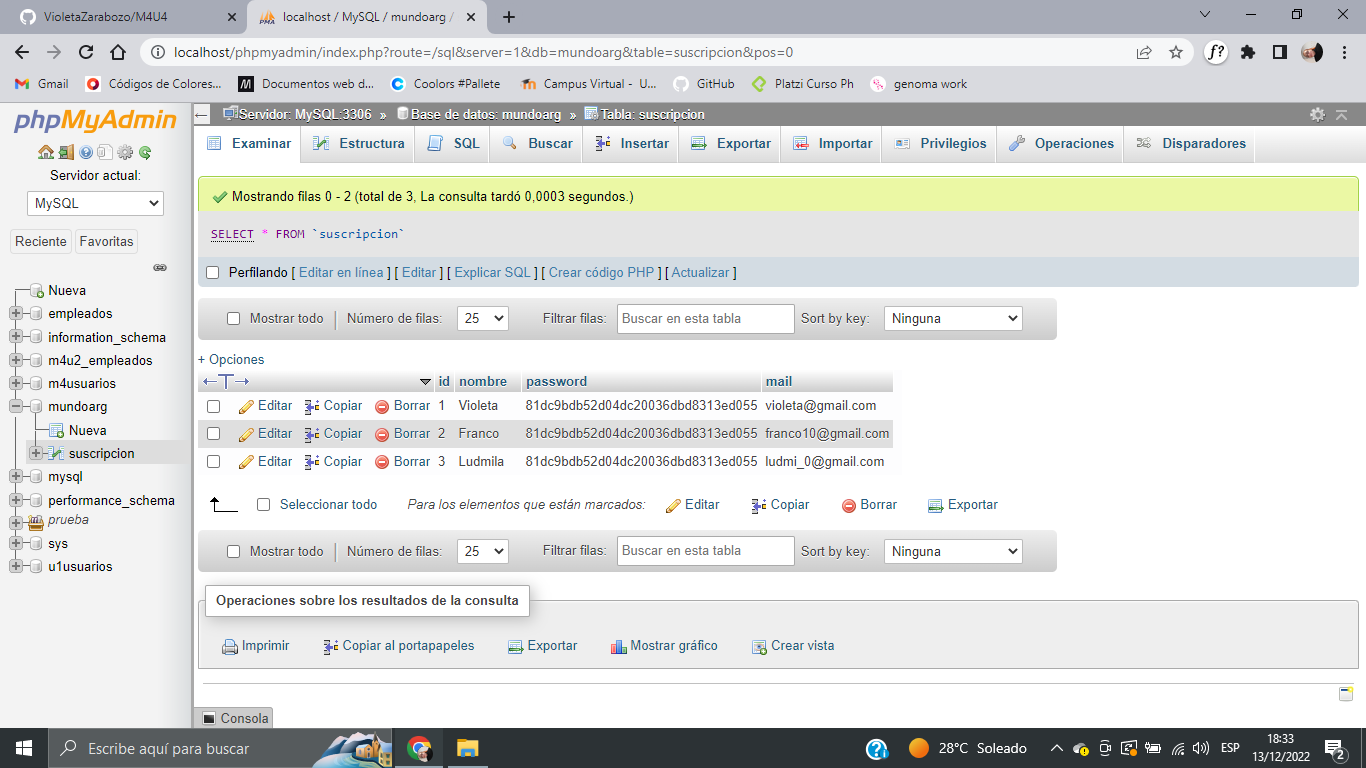 VioletaZarabozo/M4U4
localhost / MySQL / mundoarg /
localhost/phpmyadmin/index.php?route=/sql&server=1&db=mundoarg&table=suscripcion&pos=0
Gmail Códigos de Colores... Documentos web d... Coolors #Pallete Campus Virtual - U... GitHub Platzi Curso Ph genoma work
phpMyAdmin
Servidor actual:
MySQL
Reciente Favoritas
Nueva
empleados
information_schema
m4u2_empleados
m4usuarios
mundoarg
Nueva
suscripcion
mysql
performance_schema
prueba
sys
u1usuarios
Servidor: MySQL:3306 » Base de datos: mundoarg » Tabla: suscripcion
Examinar Estructura SQL Buscar Insertar Exportar Importar Privilegios Operaciones Disparadores
Mostrando filas 0 - 2 (total de 3, La consulta tardó 0,0003 segundos.)
SELECT * FROM `suscripcion`
Perfilando [ Editar en línea ] [ Editar ] [ Explicar SQL ] [ Crear código PHP ] [ Actualizar ]
Mostrar todo | Número de filas: 25 Filtrar filas: Buscar en esta tabla Sort by key: Ninguna
+ Opciones
id nombre password mail
Editar Copiar Borrar 1 Violeta 81dc9bdb52d04dc20036dbd8313ed055 violeta@gmail.com
Editar Copiar Borrar 2 Franco 81dc9bdb52d04dc20036dbd8313ed055 franco10@gmail.com
Editar Copiar Borrar 3 Ludmila 81dc9bdb52d04dc20036dbd8313ed055 ludmi_0@gmail.com
Seleccionar todo Para los elementos que están marcados: Editar Copiar Borrar Exportar
Mostrar todo | Número de filas: 25 Filtrar filas: Buscar en esta tabla Sort by key: Ninguna
Operaciones sobre los resultados de la consulta
Imprimir Copiar al portapapeles Exportar Mostrar gráfico Crear vista
Consola
Escribe aquí para buscar
28°C Soleado
ESP
18:33
13/12/2022
2